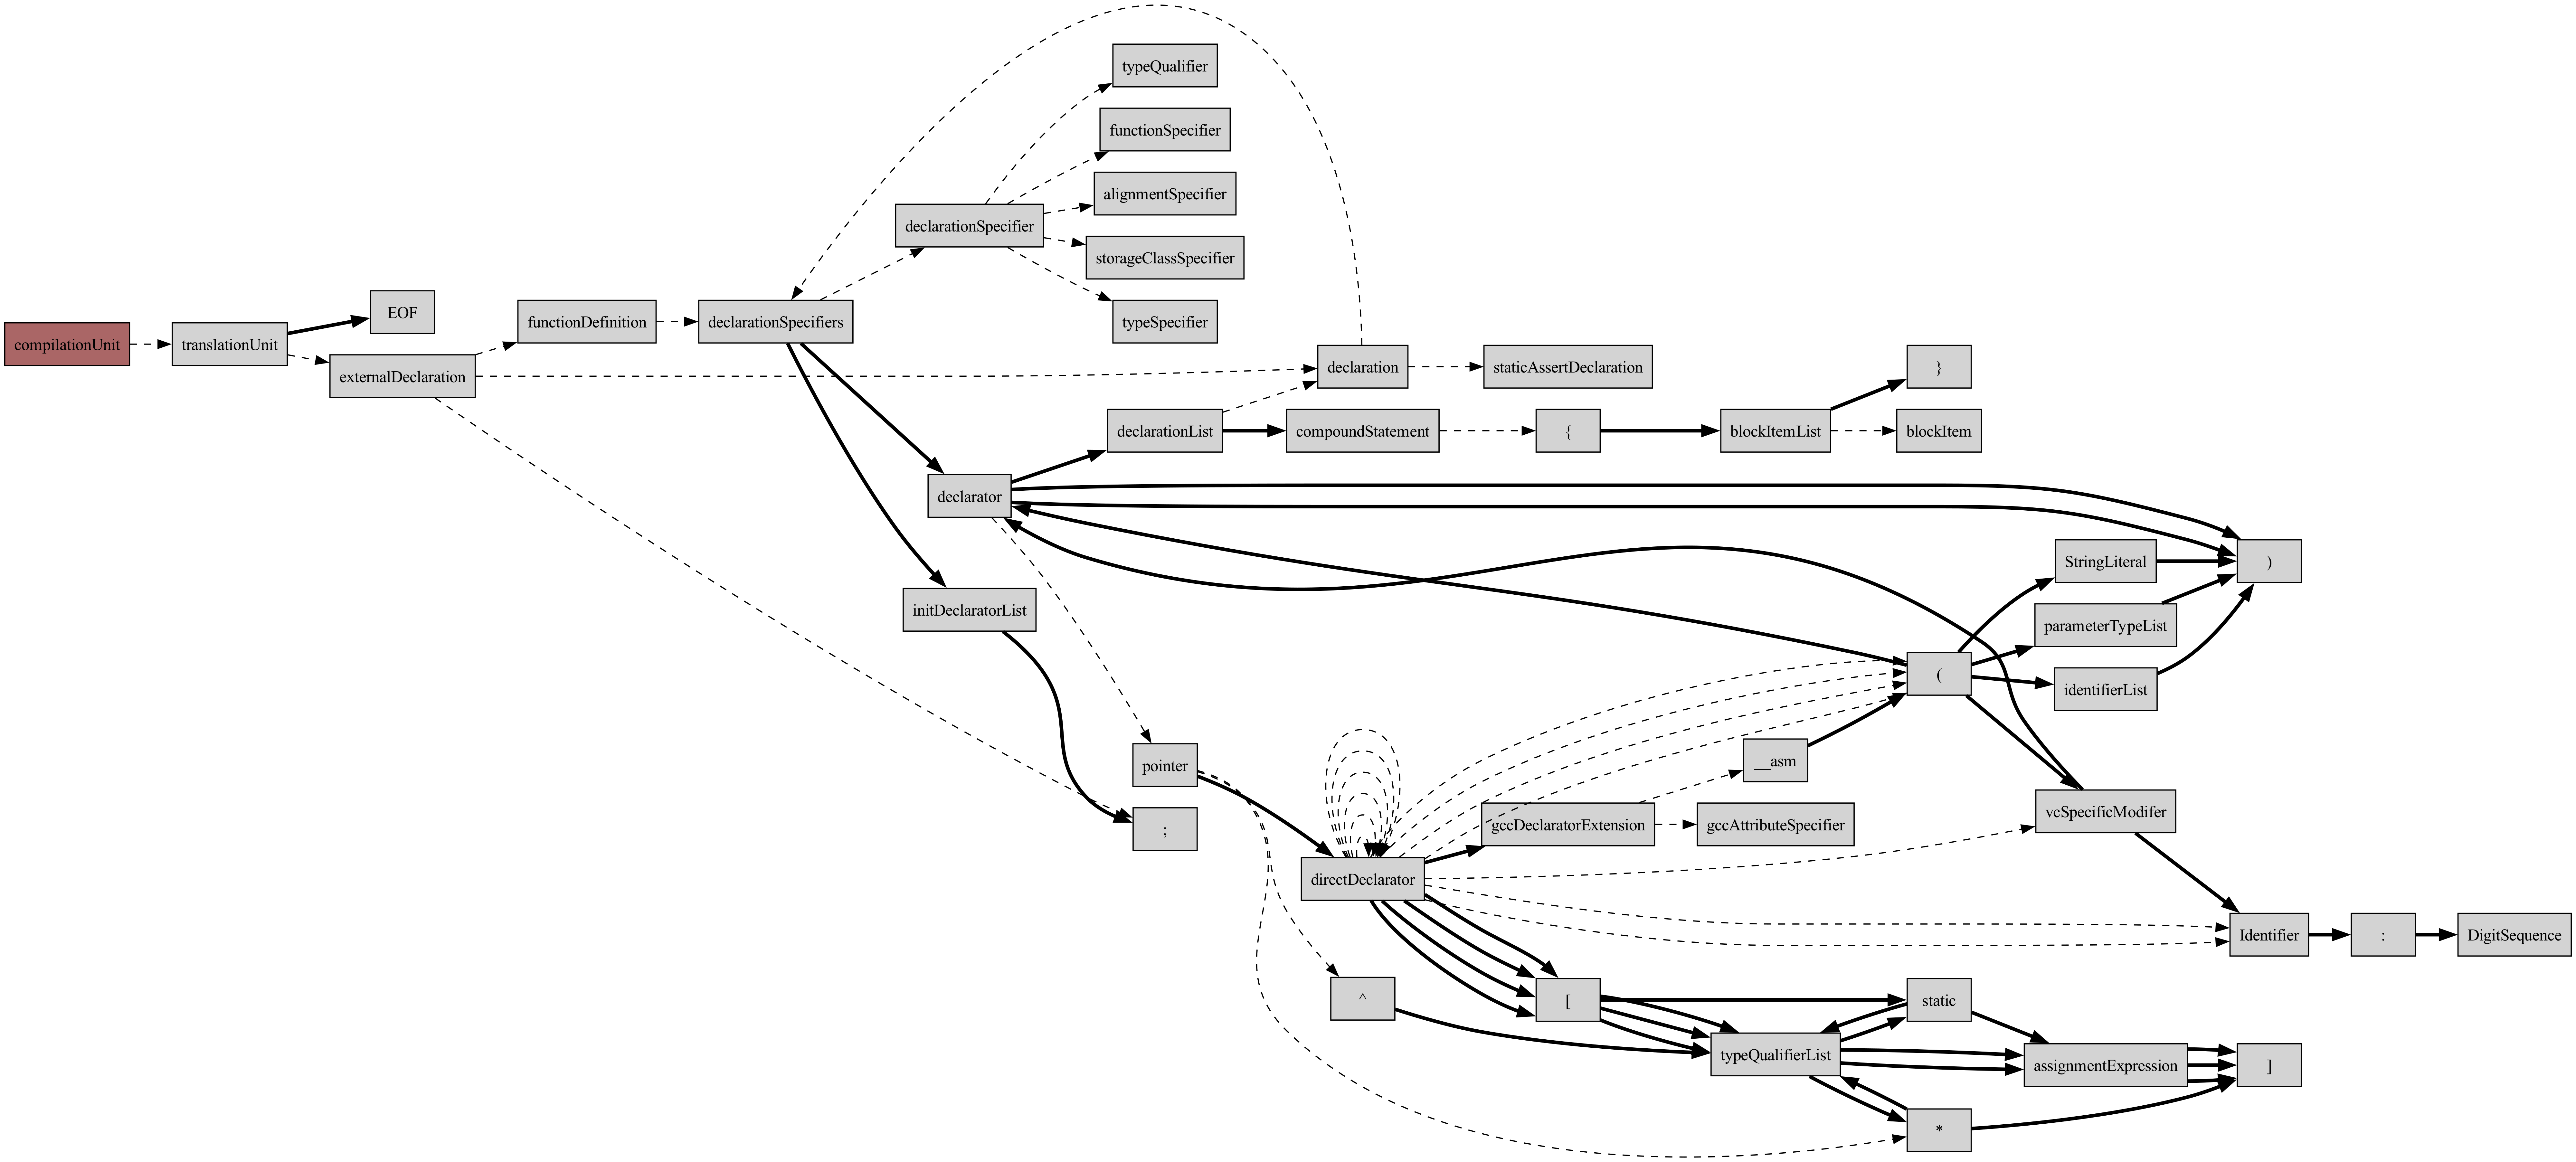 typeQualifier
functionSpecifier
alignmentSpecifier
declarationSpecifier
storageClassSpecifier
EOF
functionDefinition
declarationSpecifiers
typeSpecifier
compilationUnit
translationUnit
externalDeclaration
declaration
staticAssertDeclaration
}
declarationList
compoundStatement
{
blockItemList
blockItem
declarator
StringLiteral
)
initDeclaratorList
parameterTypeList
(
identifierList
pointer
__asm
;
gccDeclaratorExtension
gccAttributeSpecifier
vcSpecificModifer
directDeclarator
Identifier
:
DigitSequence
^
[
static
typeQualifierList
assignmentExpression
]
*